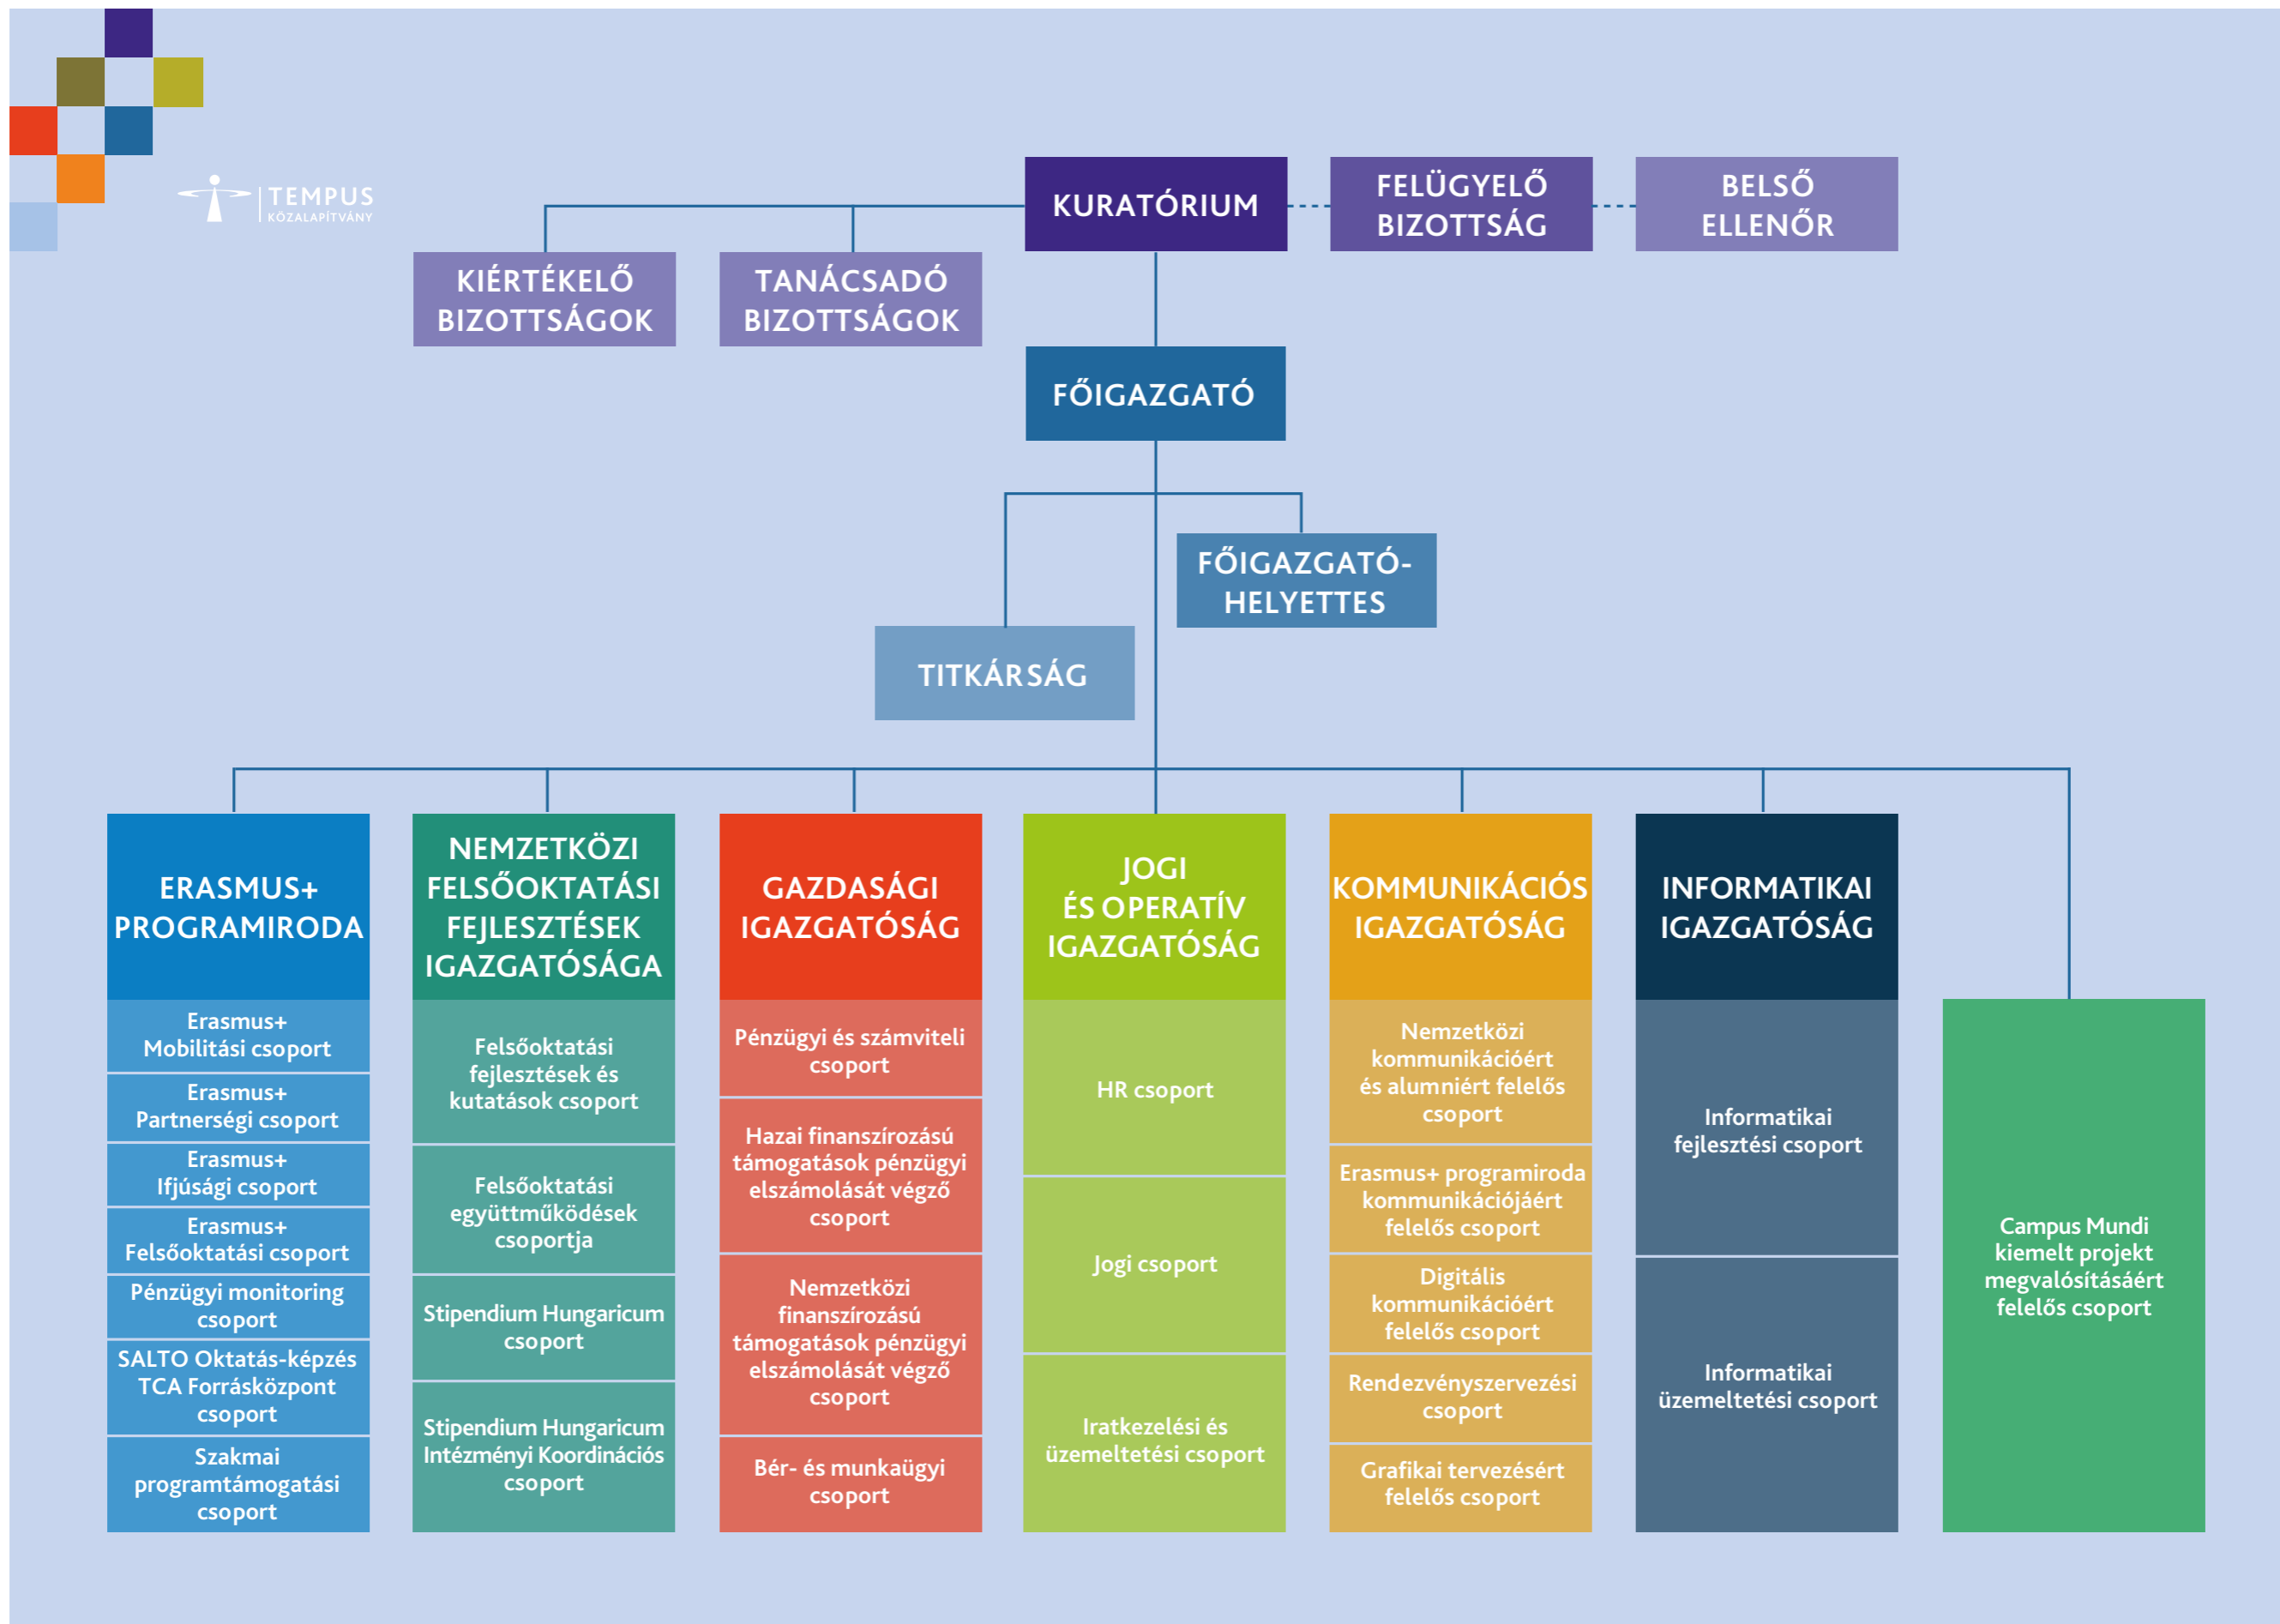 TEMPUS
KÖZALAPÍTVÁNY
KURATÓRIUM
FELÜGYELŐ
BIZOTTSÁG
BELSŐ
ELLENŐR
KIÉRTÉKELŐ
BIZOTTSÁGOK
TANÁCSADÓ
BIZOTTSÁGOK
FŐIGAZGATÓ
FŐIGAZGATÓ-
HELYETTES
TITKÁRSÁG
ERASMUS+
PROGRAMIRODA
Erasmus+
Mobilitási csoport
Erasmus+
Partnerségi csoport
Erasmus+
Ifjúsági csoport
Erasmus+
Felsőoktatási csoport
Pénzügyi monitoring
csoport
SALTO Oktatás-képzés
TCA Forrásközpont
csoport
Szakmai
programtámogatási
csoport
NEMZETKÖZI
FELSŐOKTATÁSI
FEJLESZTÉSEK
IGAZGATÓSÁGA
Felsőoktatási
fejlesztések és
kutatások csoport
Felsőoktatási
együttműködések
csoportja
Stipendium Hungaricum
csoport
Stipendium Hungaricum
Intézményi Koordinációs
csoport
GAZDASÁGI
IGAZGATÓSÁG
Pénzügyi és számviteli
csoport
Hazai finanszírozású
támogatások pénzügyi
elszámolását végző
csoport
Nemzetközi
finanszírozású
támogatások pénzügyi
elszámolását végző
csoport
Bér- és munkaügyi
csoport
JOGI
ÉS OPERATÍV
IGAZGATÓSÁG
HR csoport
Jogi csoport
Iratkezelési és
üzemeltetési csoport
KOMMUNIKÁCIÓS
IGAZGATÓSÁG
Nemzetközi
kommunikációért
és alumniért felelős
csoport
Erasmus+ programiroda
kommunikációjáért
felelős csoport
Digitális
kommunikációért
felelős csoport
Rendezvényszervezési
csoport
Grafikai tervezésért
felelős csoport
INFORMATIKAI
IGAZGATÓSÁG
Informatikai
fejlesztési csoport
Informatikai
üzemeltetési csoport
Campus Mundi
kiemelt projekt
megvalósításáért
felelős csoport